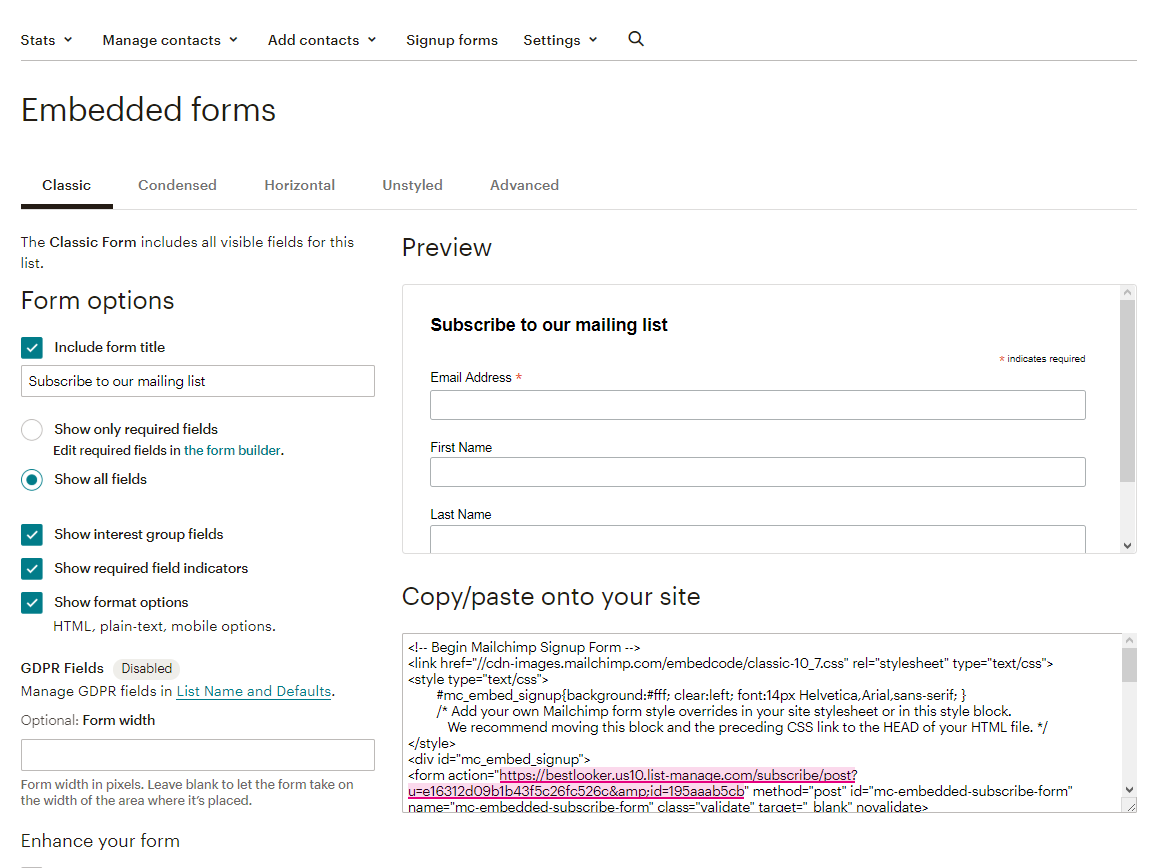 Stats Manage contacts Add contacts Signup forms Settings
Embedded forms
Classic Condensed Horizontal Unstyled Advanced
The Classic Form includes all visible fields for this
list.
Form options
Include form title
Subscribe to our mailing list
Show only required fields
Edit required fields in the form builder.
Show all fields
Show interest group fields
Show required field indicators
Show format options
HTML, plain-text, mobile options.
GDPR Fields Disabled
Manage GDPR fields in List Name and Defaults.
Optional: Form width
Form width in pixels. Leave blank to let the form take on
the width of the area where it's placed.
Enhance your form
Preview
Subscribe to our mailing list
* indicates required
Email Address *
First Name
Last Name
Copy/paste onto your site
<!-- Begin Mailchimp Signup Form -->
<link href="//cdn-images.mailchimp.com/embedcode/classic-10_7.css" rel="stylesheet" type="text/css">
<style type="text/css">
#mc_embed_signup{background:#fff; clear:left; font:14px Helvetica,Arial,sans-serif; }
/* Add your own Mailchimp form style overrides in your site stylesheet or in this style block.
We recommend moving this block and the preceding CSS link to the HEAD of your HTML file. */
</style>
<div id="mc_embed_signup">
<form action="https://bestlooker.us10.list-manage.com/subscribe/post?
u=e16312d09b1b43f5c26fc526c&amp;id=195aaab5cb" method="post" id="mc-embedded-subscribe-form"
name="mc-embedded-subscribe-form" class="validate" target="_blank" novalidate>